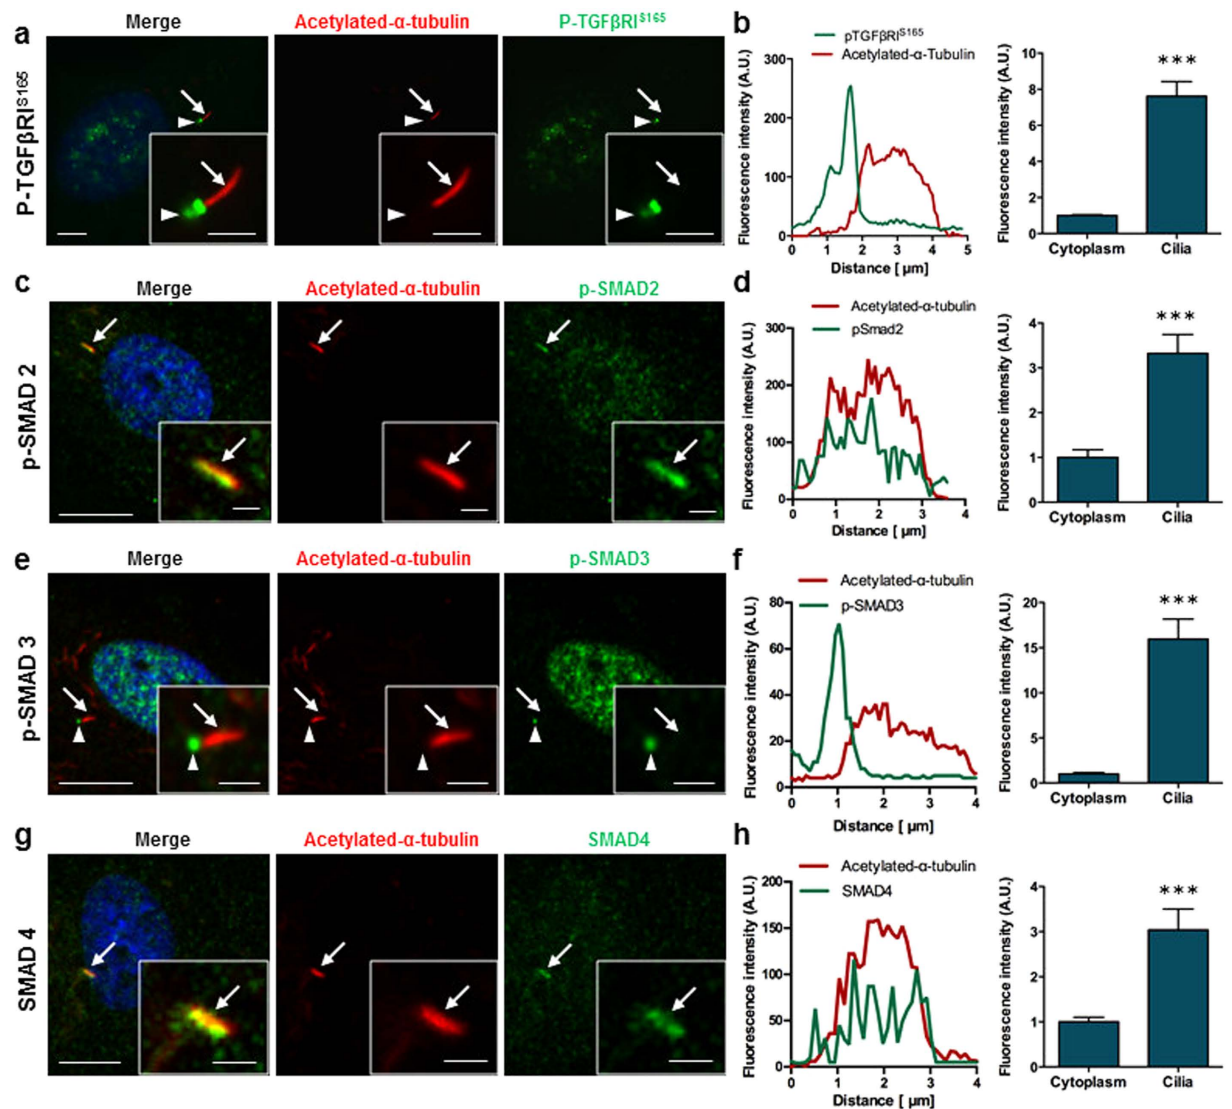 a
Merge
Acetylated-α-tubulin
P-TGFβRI^S165
P-TGFβRI^S165
b
pTGFβRI^S165
Acetylated-α-Tubulin
Fluorescence intensity (A.U.)
300
200
100
0
0 1 2 3 4 5
Distance [ µm]
Fluorescence intensity (A.U.)
10
8
6
4
2
0
***
Cytoplasm Cilia
c
Merge
Acetylated-α-tubulin
p-SMAD2
p-SMAD 2
d
Acetylated-α-tubulin
pSmad2
Fluorescence intensity (A.U.)
300
200
100
0
0 1 2 3 4
Distance [ µm]
Fluorescence intensity (A.U.)
4
3
2
1
0
***
Cytoplasm Cilia
e
Merge
Acetylated-α-tubulin
p-SMAD3
p-SMAD 3
f
Acetylated-α-tubulin
p-SMAD3
Fluorescence intensity (A.U.)
80
60
40
20
0
0 1 2 3 4
Distance [ µm]
Fluorescence intensity (A.U.)
20
15
10
5
0
***
Cytoplasm Cilia
g
Merge
Acetylated-α-tubulin
SMAD4
SMAD 4
h
Acetylated-α-tubulin
SMAD4
Fluorescence intensity (A.U.)
200
150
100
50
0
0 1 2 3 4
Distance [ µm]
Fluorescence intensity (A.U.)
4
3
2
1
0
***
Cytoplasm Cilia